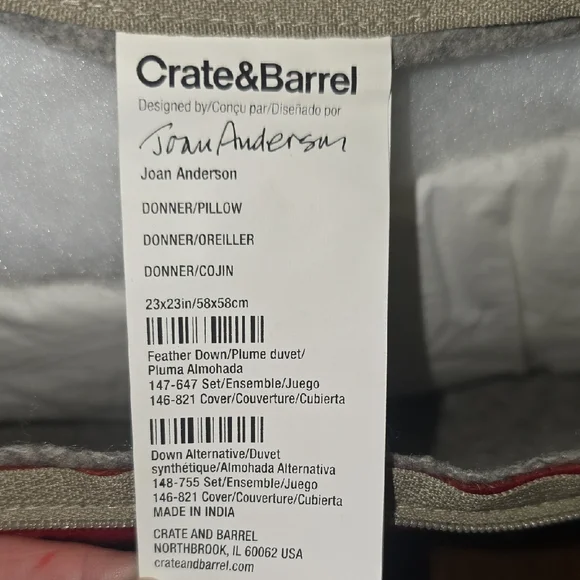 Crate&Barrel
Designed by/Conçu par/Diseñado por
Joan Anderson
Joan Anderson
DONNER/PILLOW
DONNER/OREILLER
DONNER/COJIN
23x23in/58x58cm
Feather Down/Plume duvet/
Pluma Almohada
147-647 Set/Ensemble/Juego
146-821 Cover/Couverture/Cubierta
Down Alternative/Duvet
synthétique/Almohada Alternativa
148-755 Set/Ensemble/Juego
146-821 Cover/Couverture/Cubierta
MADE IN INDIA
CRATE AND BARREL
NORTHBROOK, IL 60062 USA
crateandbarrel.com